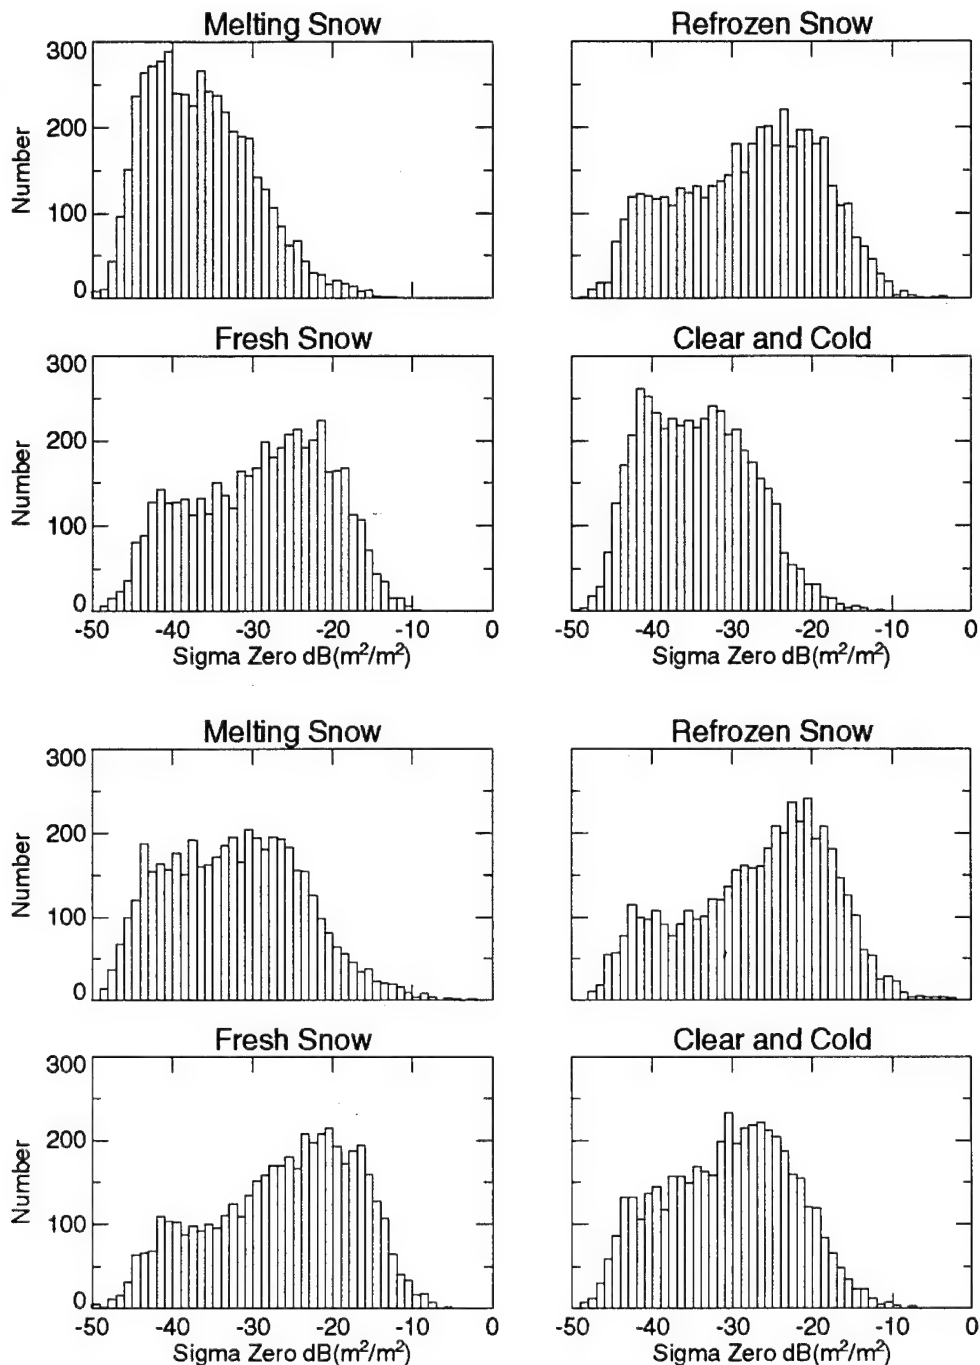 Melting Snow
Refrozen Snow
300
200
100
0
Number
Fresh Snow
Clear and Cold
300
200
100
0
Number
-50 -40 -30 -20 -10 0
-50 -40 -30 -20 -10 0
Sigma Zero dB(m²/m²)
Sigma Zero dB(m²/m²)
Melting Snow
Refrozen Snow
300
200
100
0
Number
Fresh Snow
Clear and Cold
300
200
100
0
Number
-50 -40 -30 -20 -10 0
-50 -40 -30 -20 -10 0
Sigma Zero dB(m²/m²)
Sigma Zero dB(m²/m²)